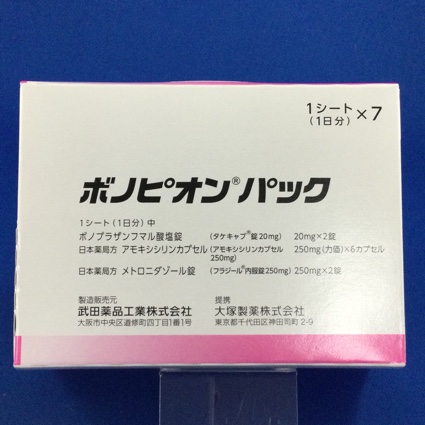 1シート
(1日分) ×7
ボノピオン®パック
1シート(1日分)中
ボノプラザンフマル酸塩錠 (タケキャブ®錠20mg) 20mg×2錠
日本薬局方 アモキシシリンカプセル (アモキシシリンカプセル 250mg(力価)×6カプセル
250mg)
日本薬局方 メトロニダゾール錠 (フラジール®内服錠250mg) 250mg×2錠
製造販売元
武田薬品工業株式会社
大阪市中央区道修町四丁目1番1号
提携
大塚製薬株式会社
東京都千代田区神田司町2-9